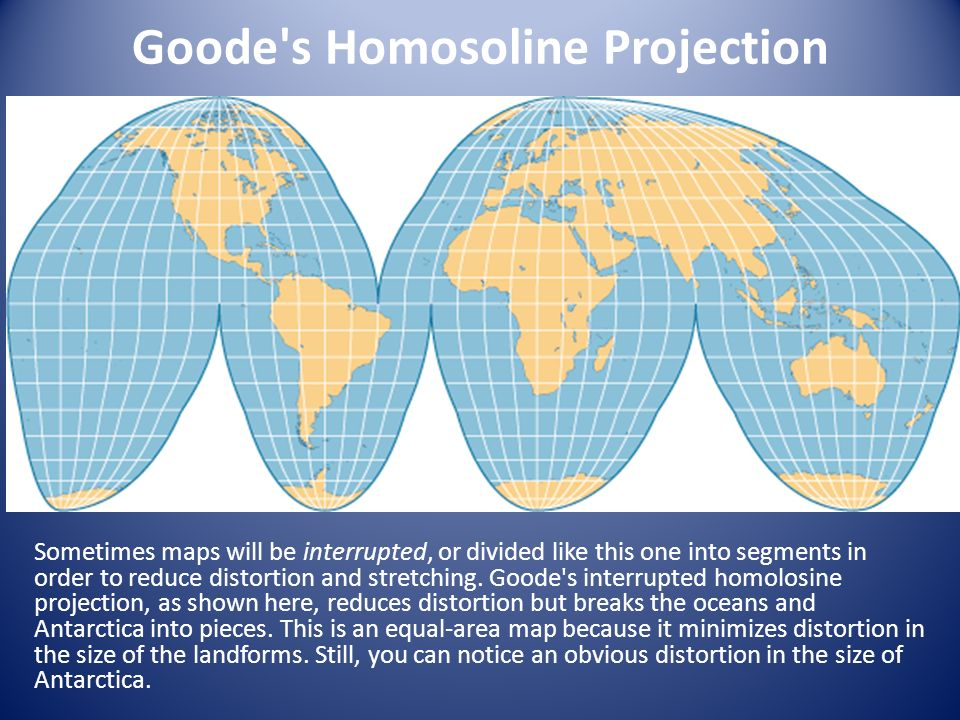 Goode's Homosoline Projection
Sometimes maps will be interrupted, or divided like this one into segments in
order to reduce distortion and stretching. Goode's interrupted homolosine
projection, as shown here, reduces distortion but breaks the oceans and
Antarctica into pieces. This is an equal-area map because it minimizes distortion in
the size of the landforms. Still, you can notice an obvious distortion in the size of
Antarctica.